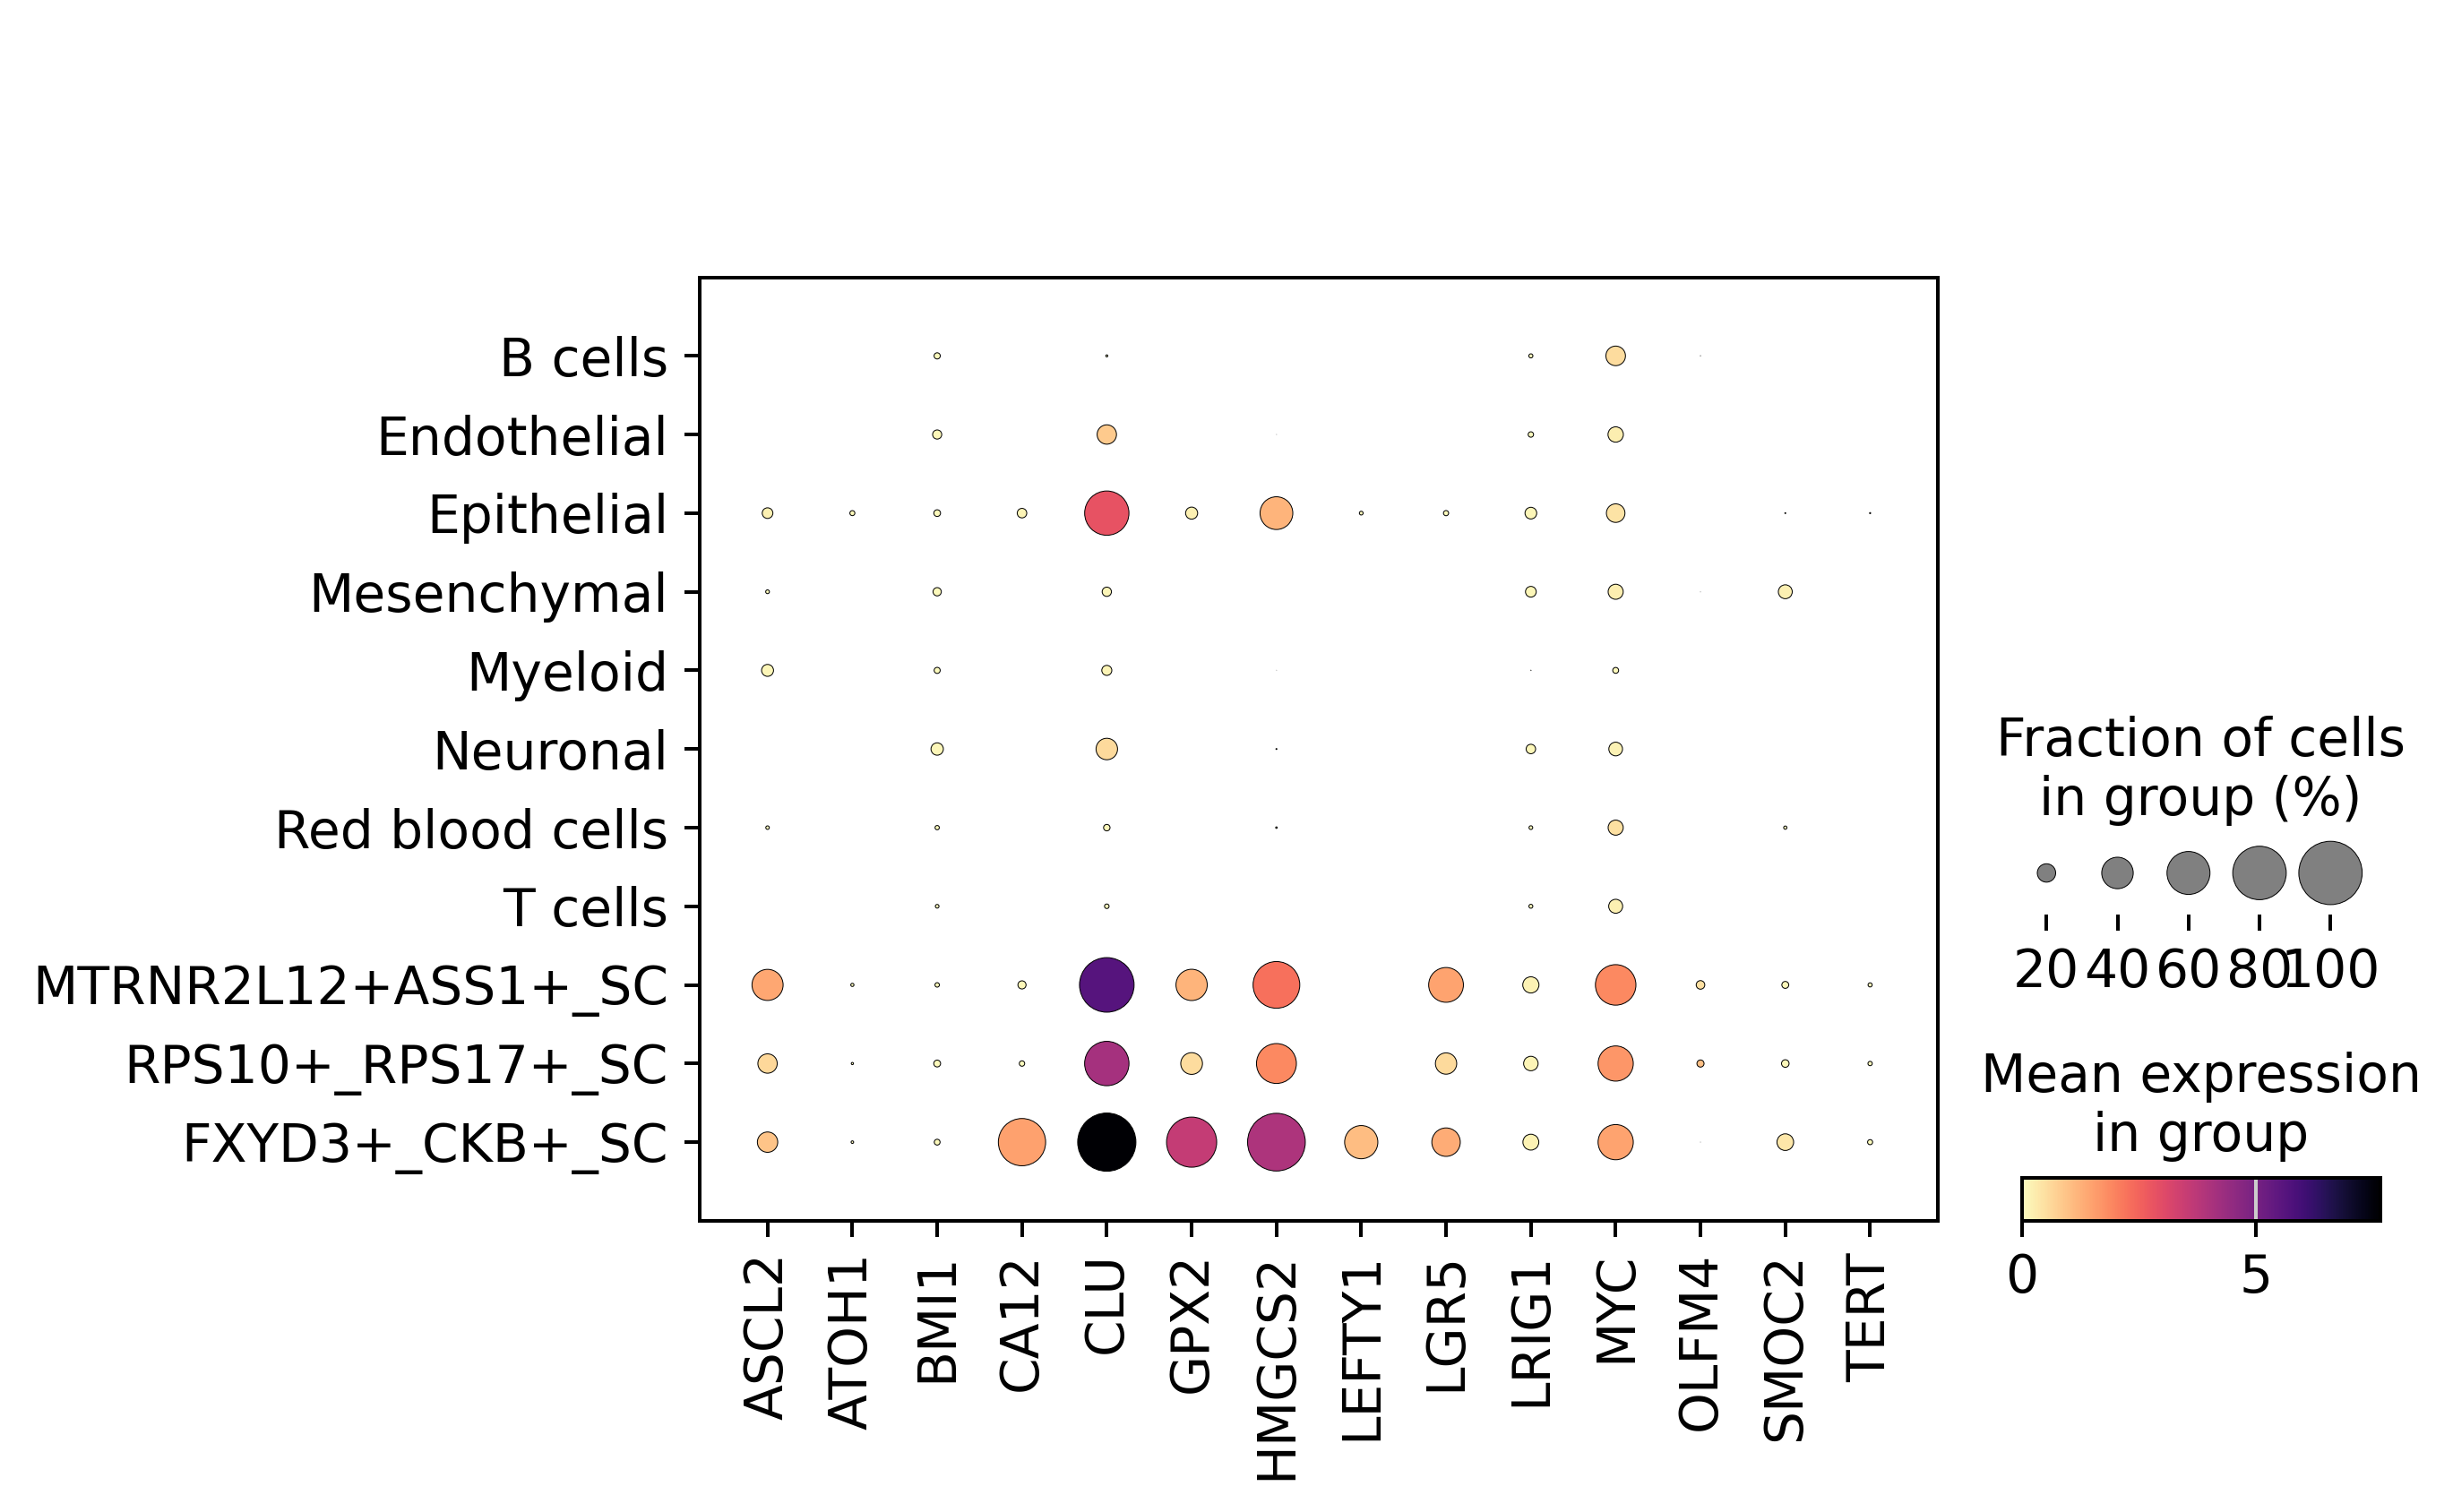 B cells
Endothelial
Epithelial
Mesenchymal
Myeloid
Neuronal
Red blood cells
T cells
MTRNR2L12+ASS1+_SC
RPS10+_RPS17+_SC
FXYD3+_CKB+_SC
ASCL2
ATOH1
BMI1
CA12
CLU
GPX2
HMGCS2
LEFTY1
LGR5
LRIG1
MYC
OLFM4
SMOC2
TERT
Fraction of cells
in group (%)
20 40 60 80 100
Mean expression
in group
0 5